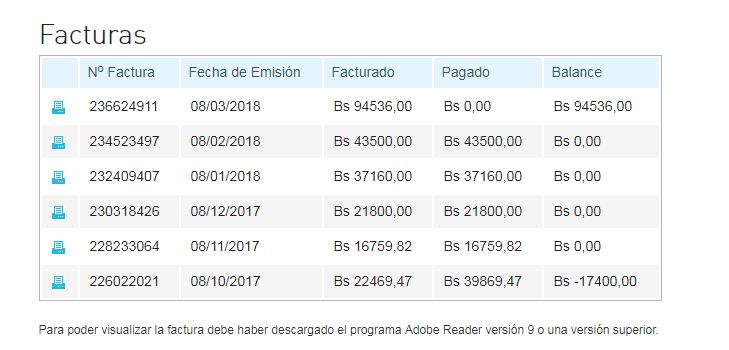 Facturas
Nº Factura Fecha de Emisión Facturado Pagado Balance
236624911 08/03/2018 Bs 94536,00 Bs 0,00 Bs 94536,00
234523497 08/02/2018 Bs 43500,00 Bs 43500,00 Bs 0,00
232409407 08/01/2018 Bs 37160,00 Bs 37160,00 Bs 0,00
230318426 08/12/2017 Bs 21800,00 Bs 21800,00 Bs 0,00
228233064 08/11/2017 Bs 16759,82 Bs 16759,82 Bs 0,00
226022021 08/10/2017 Bs 22469,47 Bs 39869,47 Bs -17400,00
Para poder visualizar la factura debe haber descargado el programa Adobe Reader versión 9 o una versión superior.